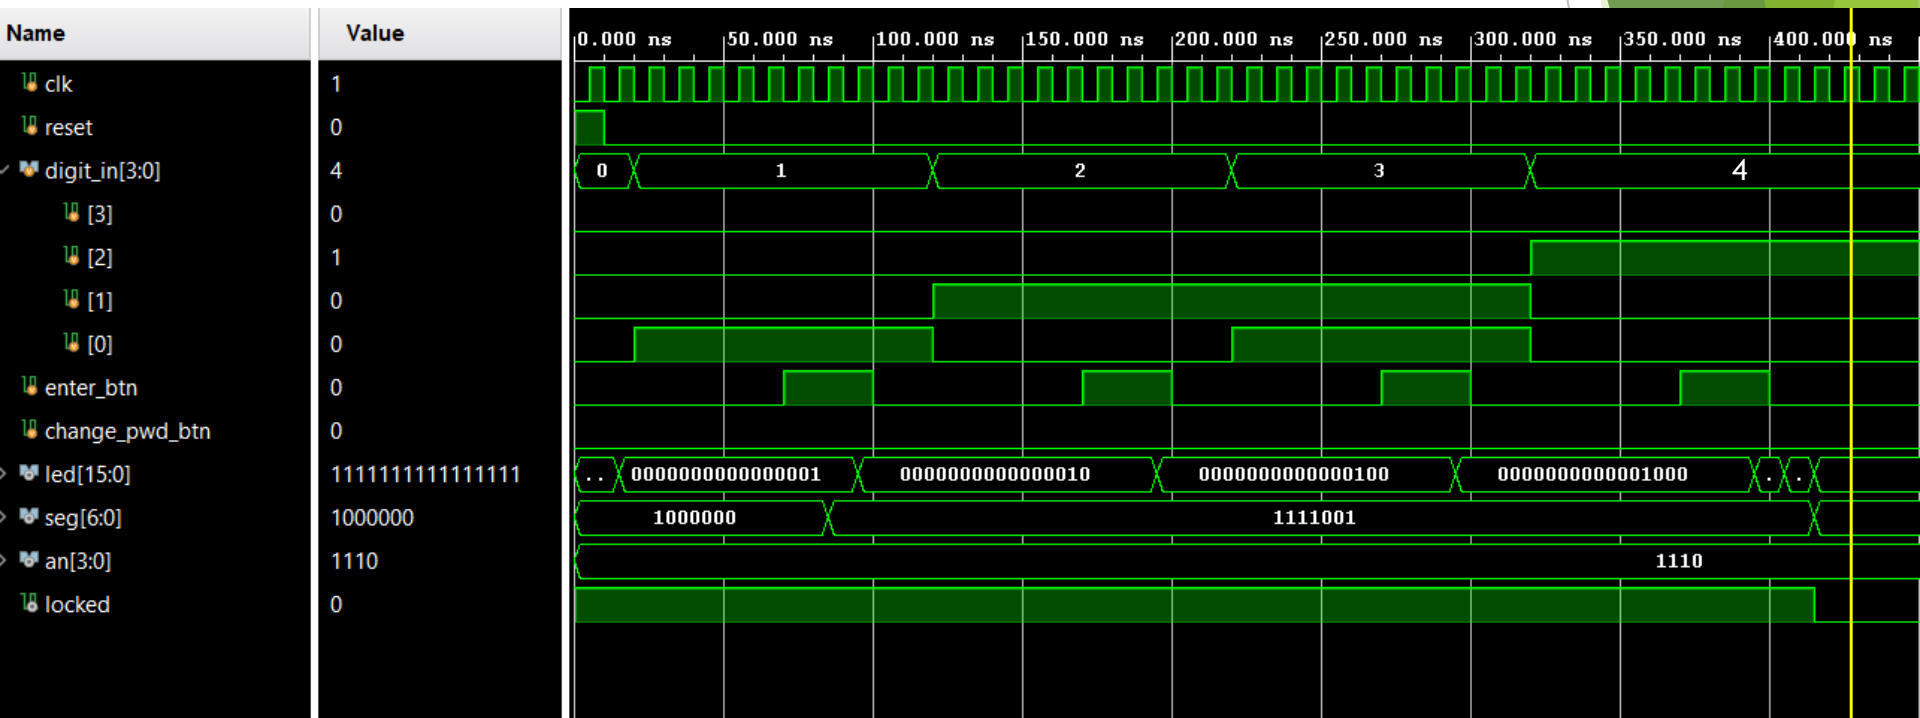 Name Value 0.000 ns 50.000 ns 100.000 ns 150.000 ns 200.000 ns 250.000 ns 300.000 ns 350.000 ns 400.000 ns
clk 1
reset 0
digit_in[3:0] 4 0 1 2 3 4
[3] 0
[2] 1
[1] 0
[0] 0
enter_btn 0
change_pwd_btn 0
led[15:0] 1111111111111111 .. 0000000000000001 0000000000000010 0000000000000100 0000000000001000 . .
seg[6:0] 1000000 1000000 1111001
an[3:0] 1110 1110
locked 0